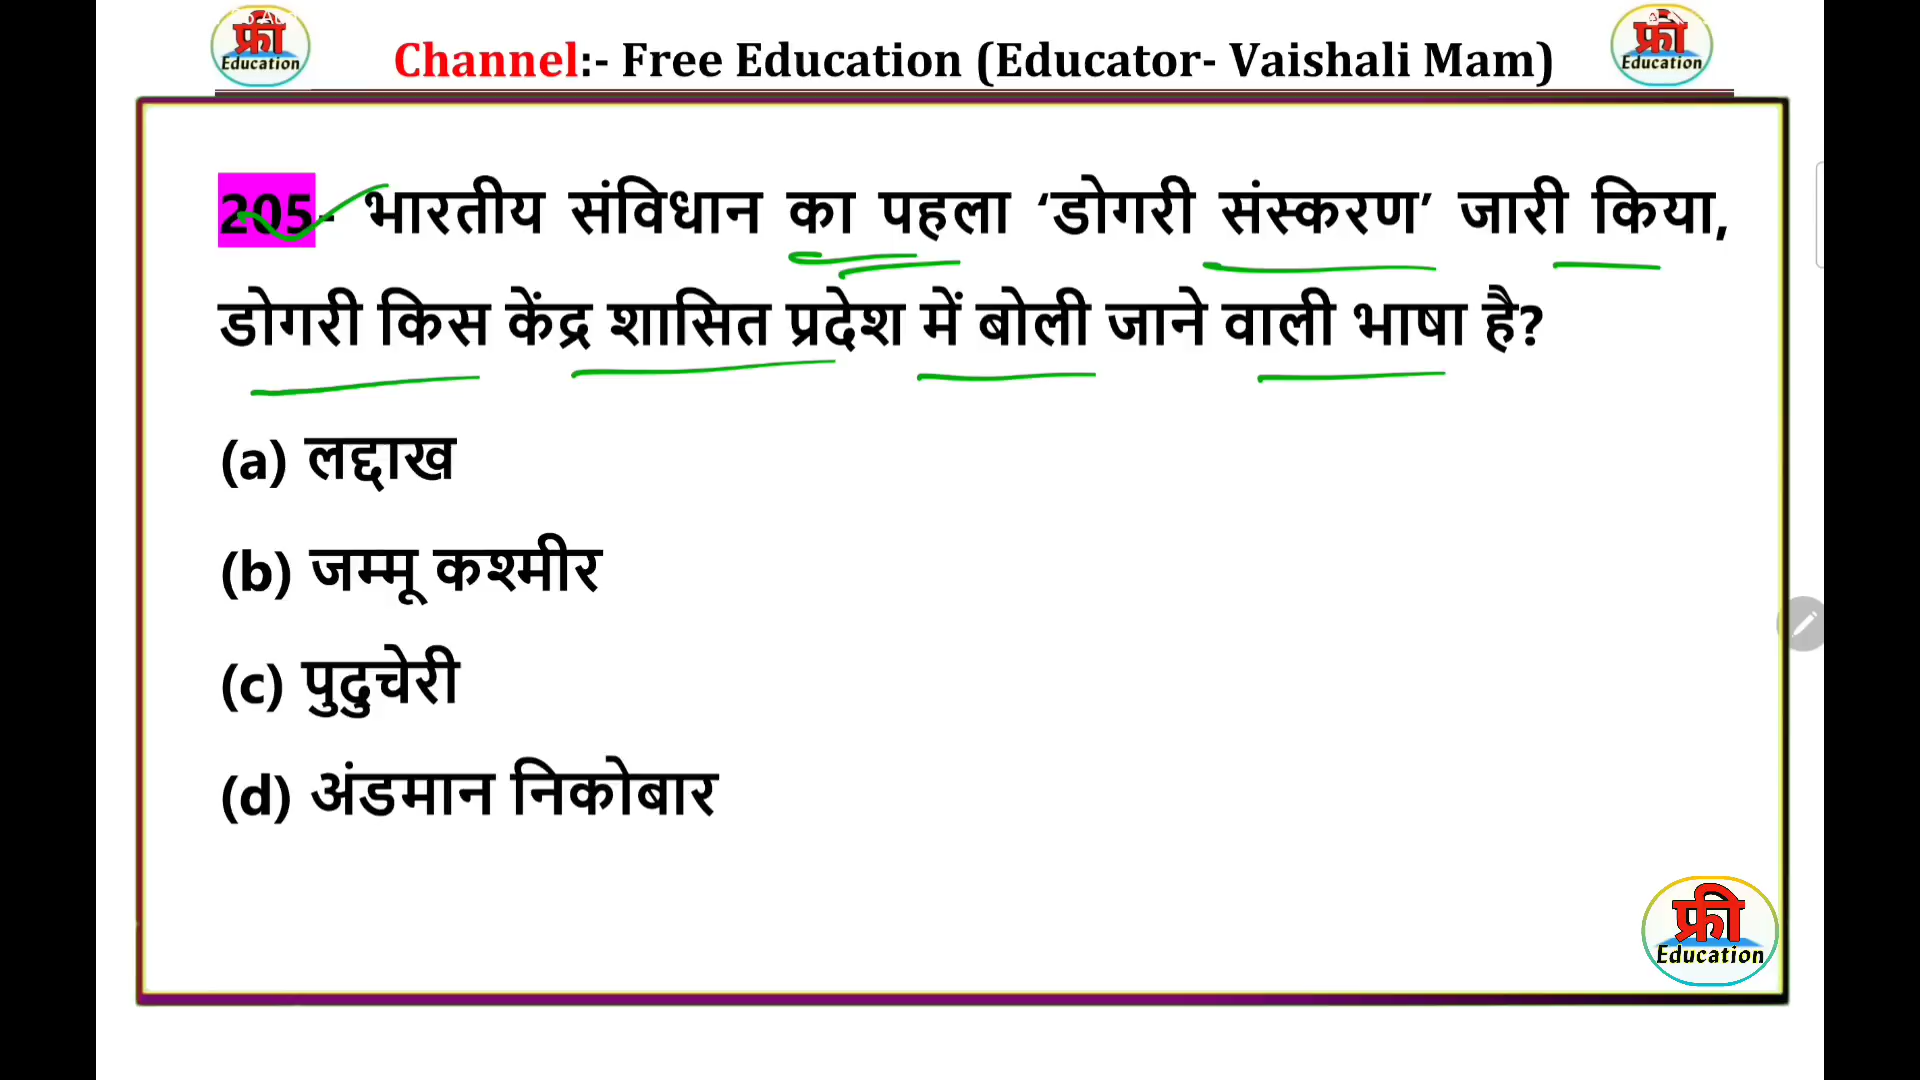 फ्री
Education
Channel:- Free Education (Educator- Vaishali Mam)
फ्री
Education
205- भारतीय संविधान का पहला ‘डोगरी संस्करण’ जारी किया,
डोगरी किस केंद्र शासित प्रदेश में बोली जाने वाली भाषा है?
(a) लद्दाख
(b) जम्मू कश्मीर
(c) पुदुचेरी
(d) अंडमान निकोबार
फ्री
Education